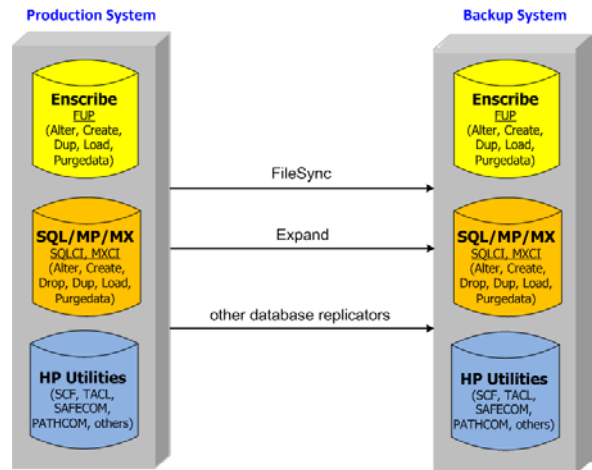 Production System
Backup System
Enscribe
FUP
(Alter, Create,
Dup, Load,
Purgedata)
SQL/MP/MX
SQLCI, MXCI
(Alter, Create,
Drop, Dup, Load,
Purgedata)
HP Utilities
(SCF, TACL,
SAFECOM,
PATHCOM, others)
FileSync
Expand
other database replicators
Enscribe
FUP
(Alter, Create,
Dup, Load,
Purgedata)
SQL/MP/MX
SQLCI, MXCI
(Alter, Create,
Drop, Dup, Load,
Purgedata)
HP Utilities
(SCF, TACL,
SAFECOM,
PATHCOM, others)